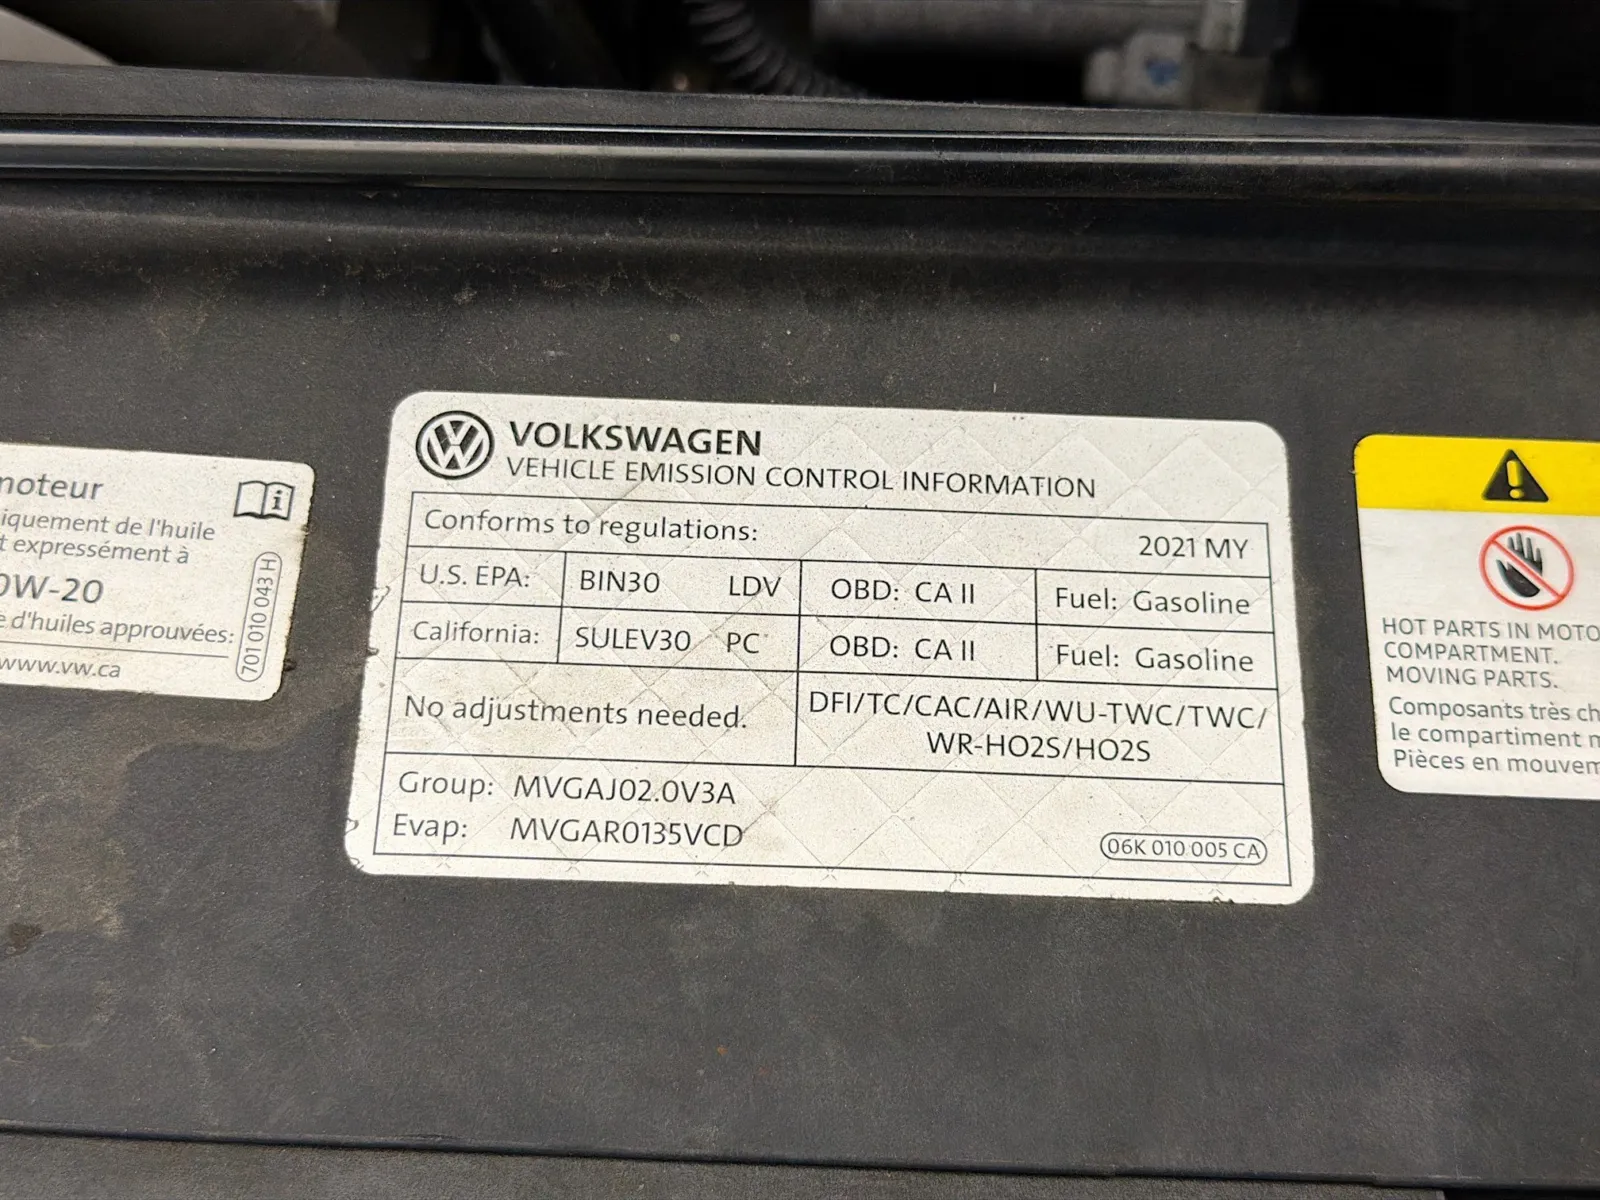 moteur
iquement de l'huile
t expressément à
0W-20
e d'huiles approuvées:
www.vw.ca
701 010 043 H
VOLKSWAGEN
VEHICLE EMISSION CONTROL INFORMATION
Conforms to regulations: 2021 MY
U.S. EPA: BIN30 LDV OBD: CA II Fuel: Gasoline
California: SULEV30 PC OBD: CA II Fuel: Gasoline
No adjustments needed. DFI/TC/CAC/AIR/WU-TWC/TWC/
WR-HO2S/HO2S
Group: MVGAJ02.0V3A
Evap: MVGAR0135VCD
06K 010 005 CA
HOT PARTS IN MOTO
COMPARTMENT.
MOVING PARTS.
Composants très ch
le compartiment m
Pièces en mouvem